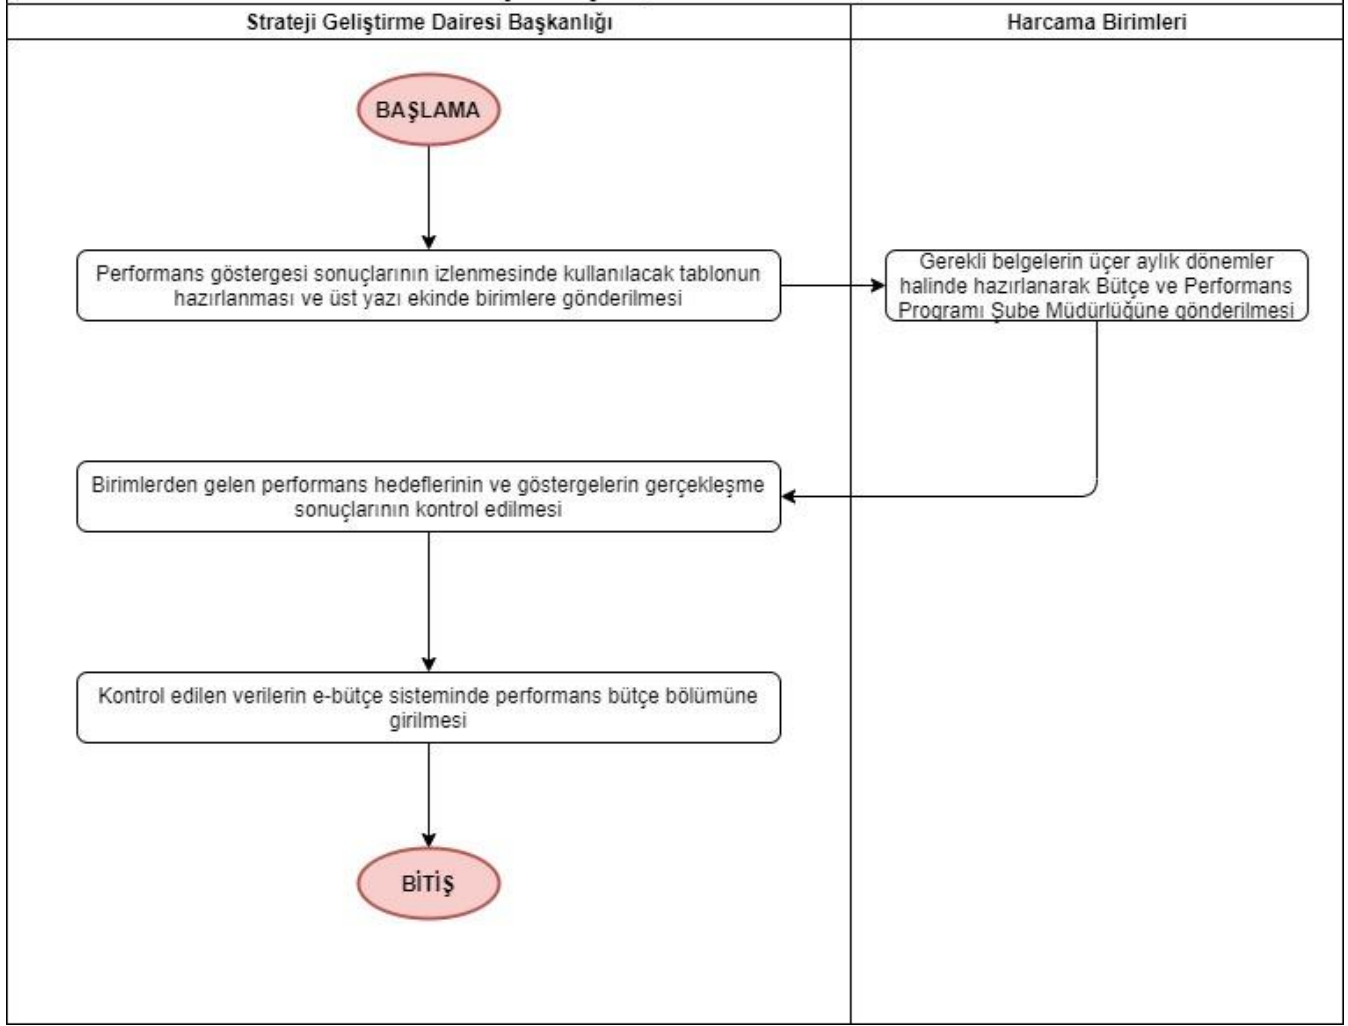 Strateji Geliştirme Dairesi Başkanlığı
Harcama Birimleri
BAŞLAMA
Performans göstergesi sonuçlarının izlenmesinde kullanılacak tablonun
hazırlanması ve üst yazı ekinde birimlere gönderilmesi
Gerekli belgelerin üçer aylık dönemler
halinde hazırlanarak Bütçe ve Performans
Programı Şube Müdürlüğüne gönderilmesi
Birimlerden gelen performans hedeflerinin ve göstergelerin gerçekleşme
sonuçlarının kontrol edilmesi
Kontrol edilen verilerin e-bütçe sisteminde performans bütçe bölümüne
girilmesi
BİTİŞ